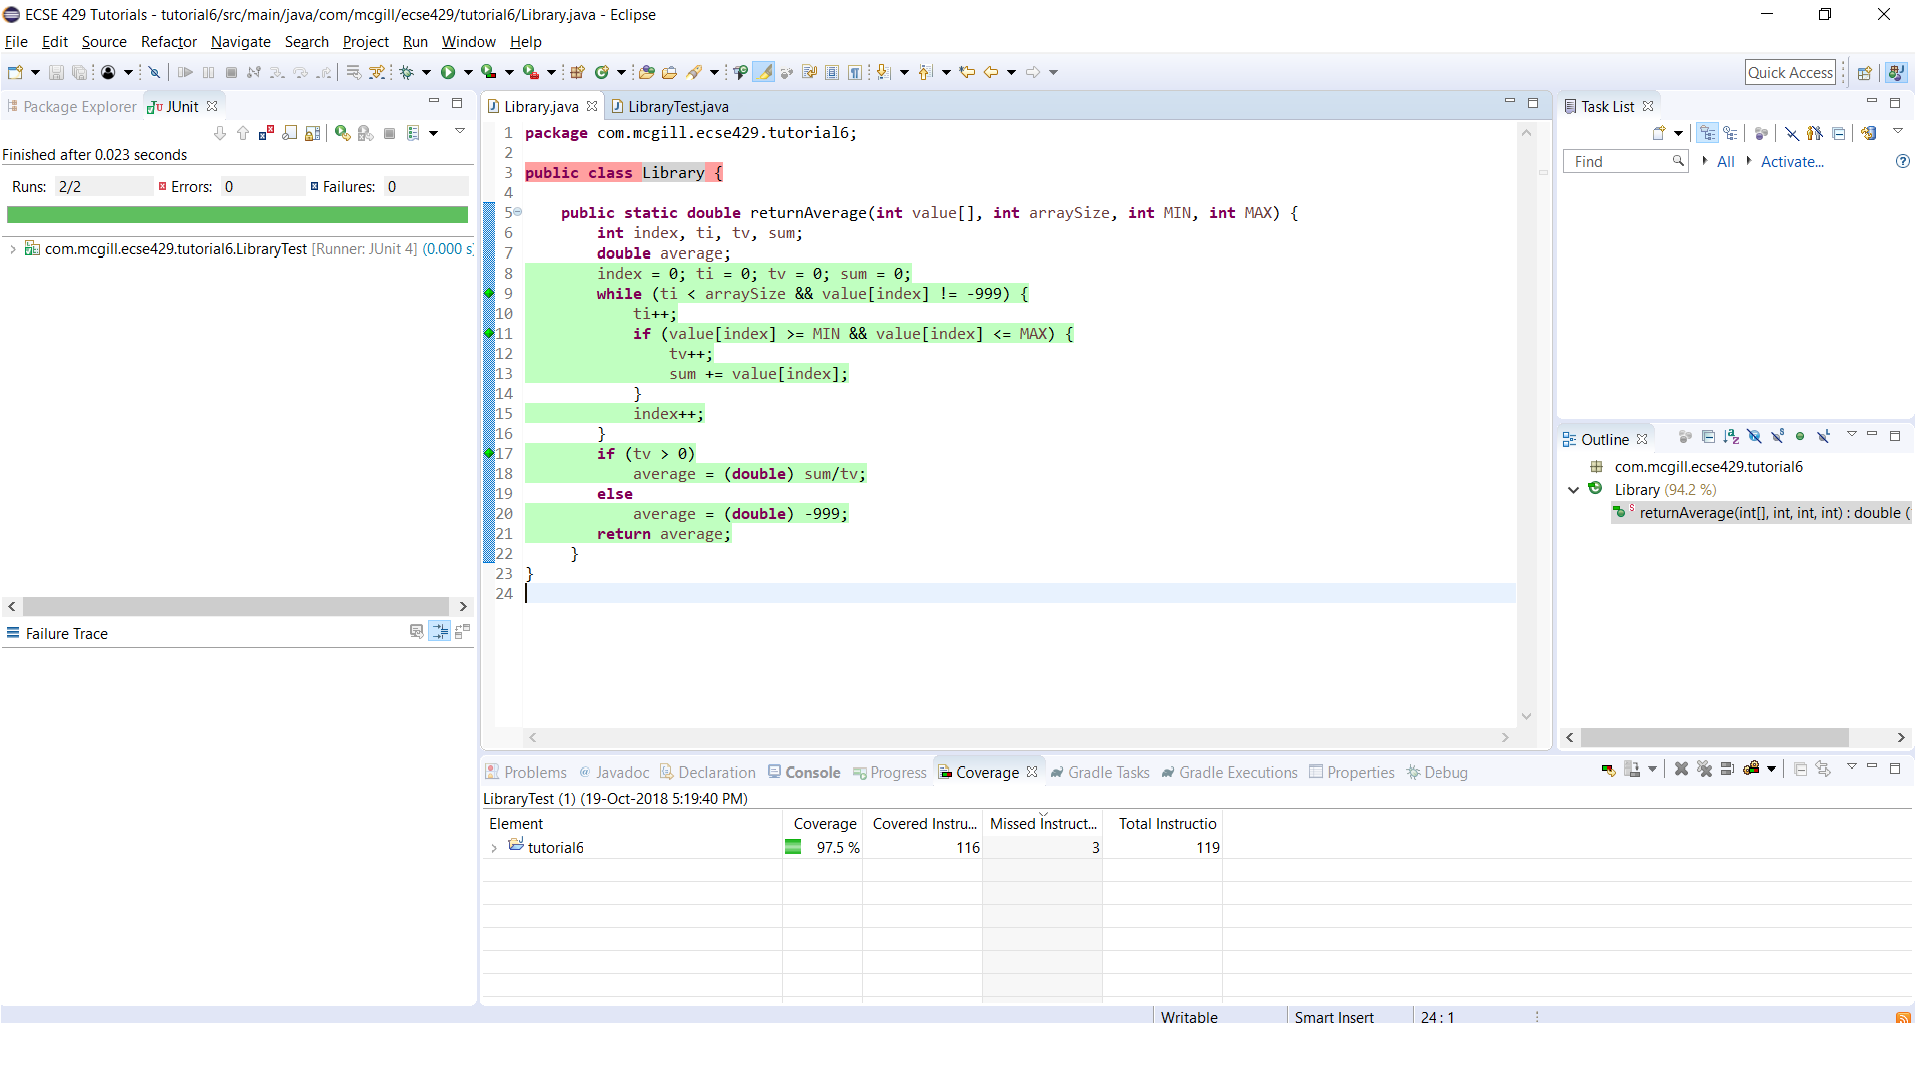 ECSE 429 Tutorials - tutorial6/src/main/java/com/mcgill/ecse429/tutorial6/Library.java - Eclipse
File Edit Source Refactor Navigate Search Project Run Window Help
Quick Access
Package Explorer JUnit
Finished after 0.023 seconds
Runs: 2/2 Errors: 0 Failures: 0
com.mcgill.ecse429.tutorial6.LibraryTest [Runner: JUnit 4] (0.000 s
Failure Trace
Library.java LibraryTest.java
1 package com.mcgill.ecse429.tutorial6;
2
3 public class Library {
4
5 public static double returnAverage(int value[], int arraySize, int MIN, int MAX) {
6 int index, ti, tv, sum;
7 double average;
8 index = 0; ti = 0; tv = 0; sum = 0;
9 while (ti < arraySize && value[index] != -999) {
10 ti++;
11 if (value[index] >= MIN && value[index] <= MAX) {
12 tv++;
13 sum += value[index];
14 }
15 index++;
16 }
17 if (tv > 0)
18 average = (double) sum/tv;
19 else
20 average = (double) -999;
21 return average;
22 }
23 }
24
Task List
Find All Activate...
Outline
com.mcgill.ecse429.tutorial6
Library (94.2 %)
returnAverage(int[], int, int, int) : double (
Problems Javadoc Declaration Console Progress Coverage Gradle Tasks Gradle Executions Properties Debug
LibraryTest (1) (19-Oct-2018 5:19:40 PM)
Element Coverage Covered Instru... Missed Instruct... Total Instructio
tutorial6 97.5 % 116 3 119
Writable Smart Insert 24 : 1